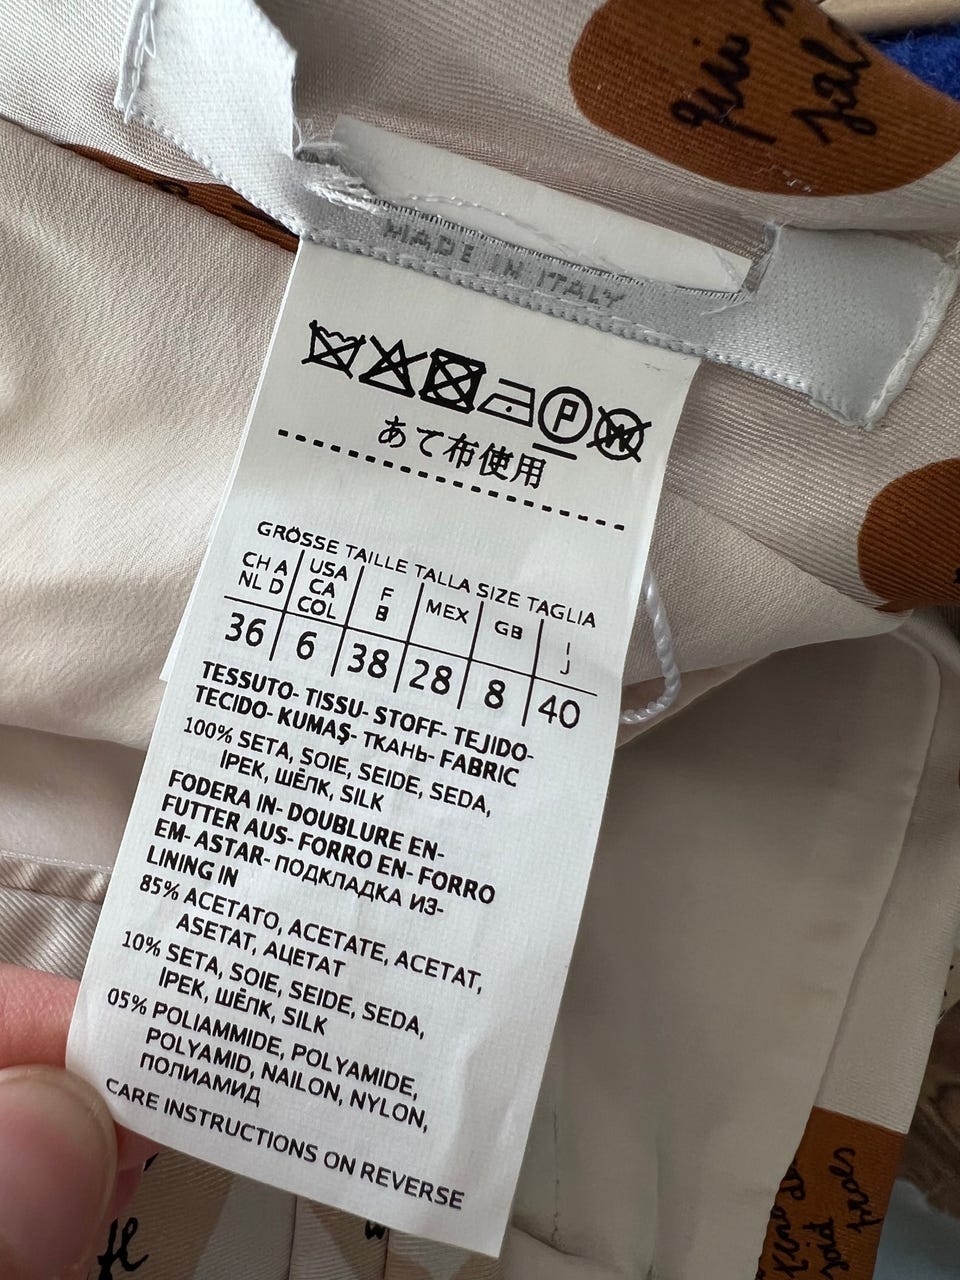 MADE IN ITALY
P
W
あて布使用
GRÖSSE TAILLE TALLA SIZE TAGLIA
CH A NL D
USA CA COL
F B
MEX
GB
I J
36 6 38 28 8 40
TESSUTO- TISSU- STOFF- TEJIDO-
TECIDO- KUMAŞ- ТКАНЬ- FABRIC
100% SETA, SOIE, SEIDE, SEDA,
İPEK, ШЁЛК, SILK
FODERA IN- DOUBLURE EN-
FUTTER AUS- FORRO EN- FORRO
EM- ASTAR- ПОДКЛАДКА ИЗ-
LINING IN
85% ACETATO, ACETATE, ACETAT,
ASETAT, АЦЕТАТ
10% SETA, SOIE, SEIDE, SEDA,
İPEK, ШЁЛК, SILK
05% POLIAMMIDE, POLYAMIDE,
POLYAMID, NAILON, NYLON,
ПОЛИАМИД
CARE INSTRUCTIONS ON REVERSE